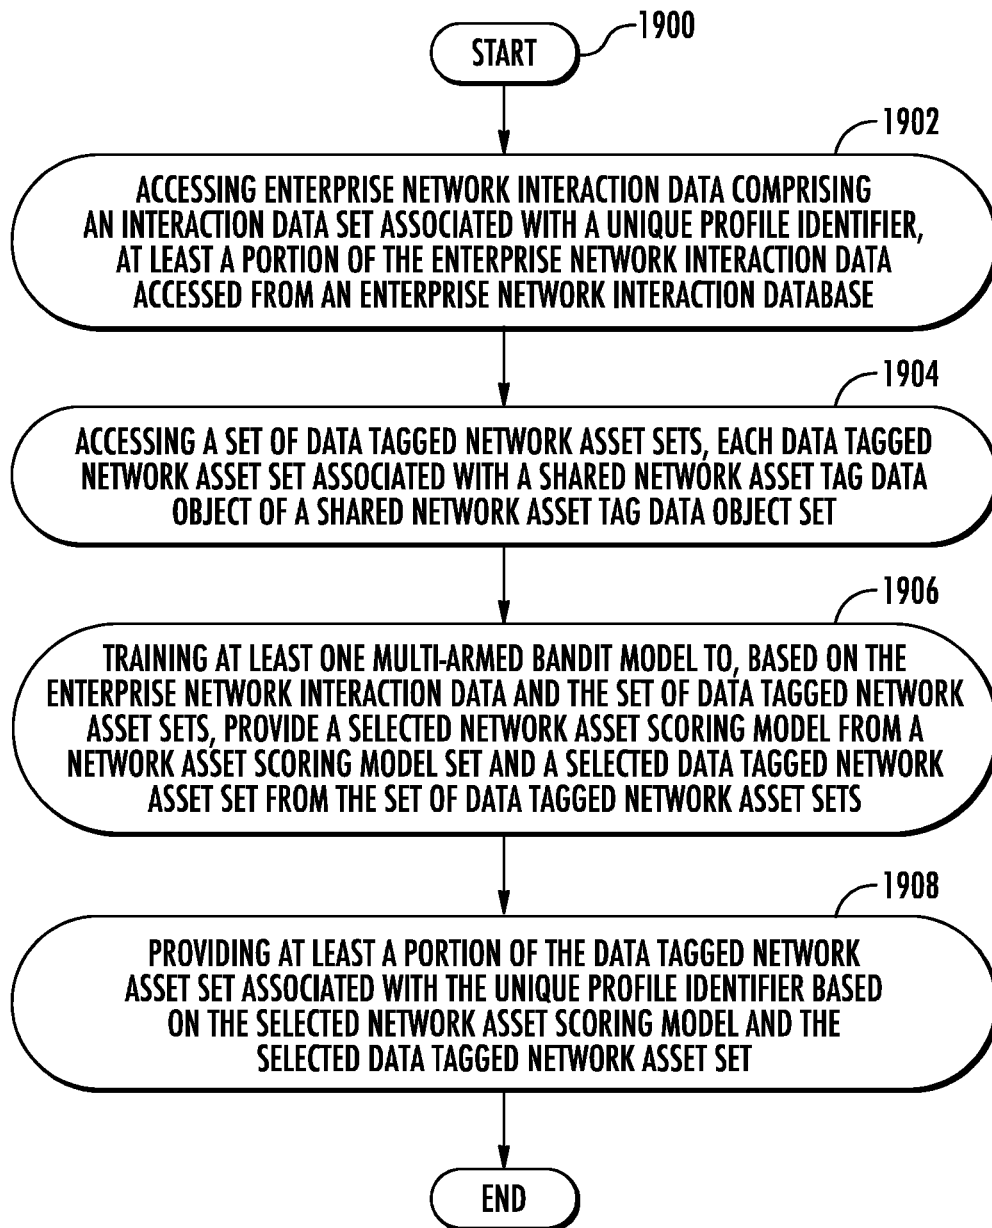 START
1900
1902
ACCESSING ENTERPRISE NETWORK INTERACTION DATA COMPRISING
AN INTERACTION DATA SET ASSOCIATED WITH A UNIQUE PROFILE IDENTIFIER,
AT LEAST A PORTION OF THE ENTERPRISE NETWORK INTERACTION DATA
ACCESSED FROM AN ENTERPRISE NETWORK INTERACTION DATABASE
1904
ACCESSING A SET OF DATA TAGGED NETWORK ASSET SETS, EACH DATA TAGGED
NETWORK ASSET SET ASSOCIATED WITH A SHARED NETWORK ASSET TAG DATA
OBJECT OF A SHARED NETWORK ASSET TAG DATA OBJECT SET
1906
TRAINING AT LEAST ONE MULTI-ARMED BANDIT MODEL TO, BASED ON THE
ENTERPRISE NETWORK INTERACTION DATA AND THE SET OF DATA TAGGED NETWORK
ASSET SETS, PROVIDE A SELECTED NETWORK ASSET SCORING MODEL FROM A
NETWORK ASSET SCORING MODEL SET AND A SELECTED DATA TAGGED NETWORK
ASSET SET FROM THE SET OF DATA TAGGED NETWORK ASSET SETS
1908
PROVIDING AT LEAST A PORTION OF THE DATA TAGGED NETWORK
ASSET SET ASSOCIATED WITH THE UNIQUE PROFILE IDENTIFIER BASED
ON THE SELECTED NETWORK ASSET SCORING MODEL AND THE
SELECTED DATA TAGGED NETWORK ASSET SET
END